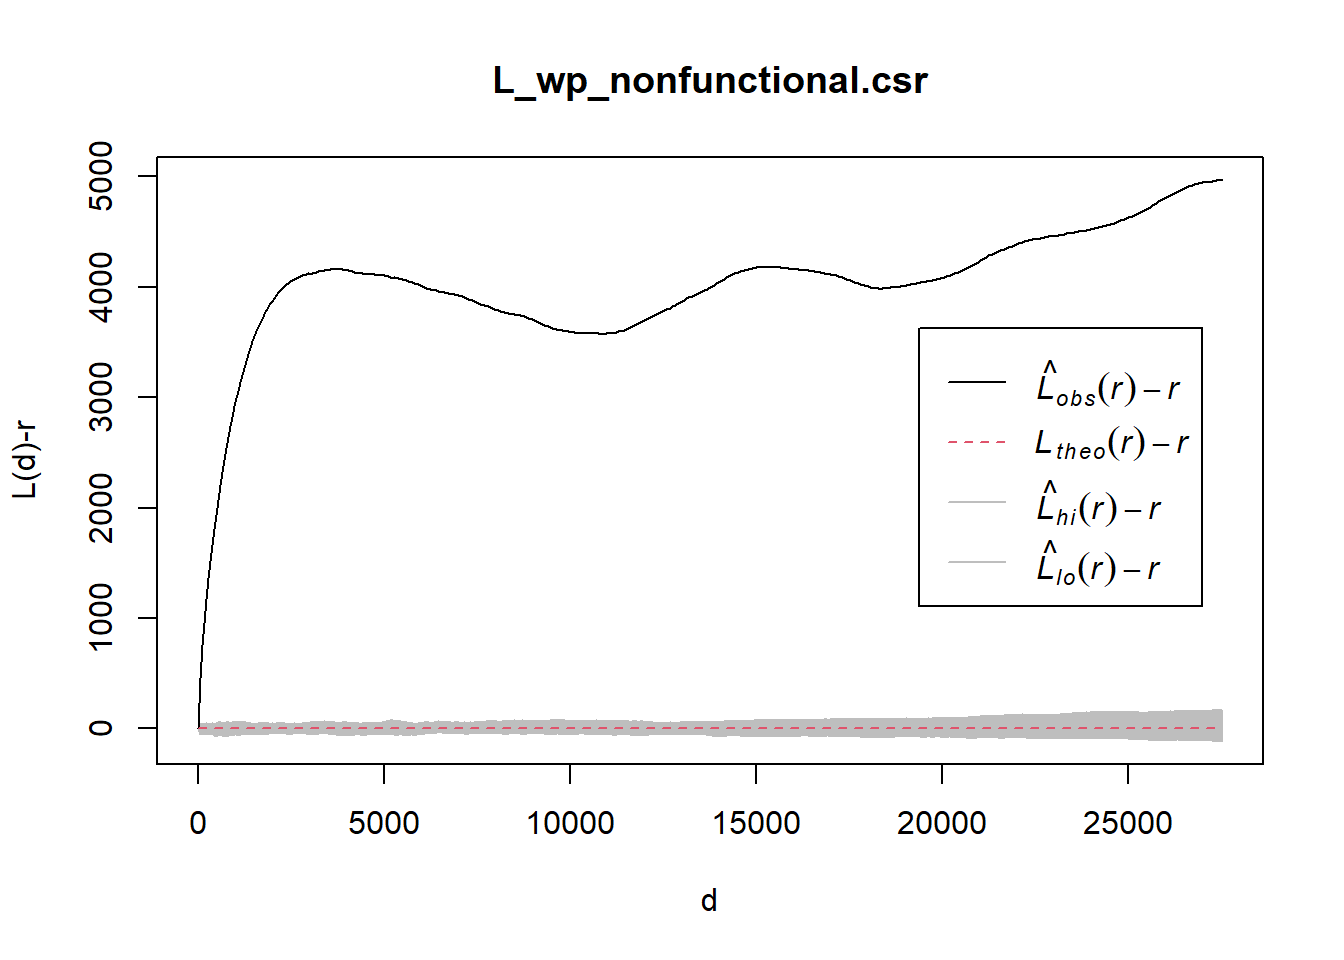 L_wp_nonfunctional.csr
L(d)-r
5000
4000
3000
2000
1000
0
L̂obs(r) − r
Ltheo(r) − r
L̂hi(r) − r
L̂lo(r) − r
0 5000 10000 15000 20000 25000
d